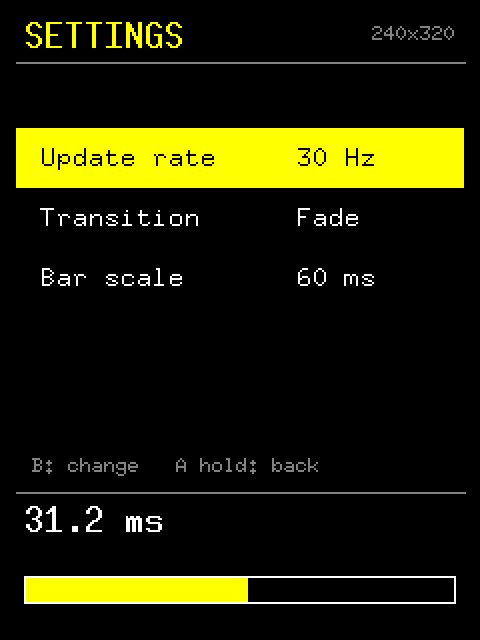 SETTINGS 240x320
Update rate 30 Hz
Transition Fade
Bar scale 60 ms
B: change A hold: back
31.2 ms